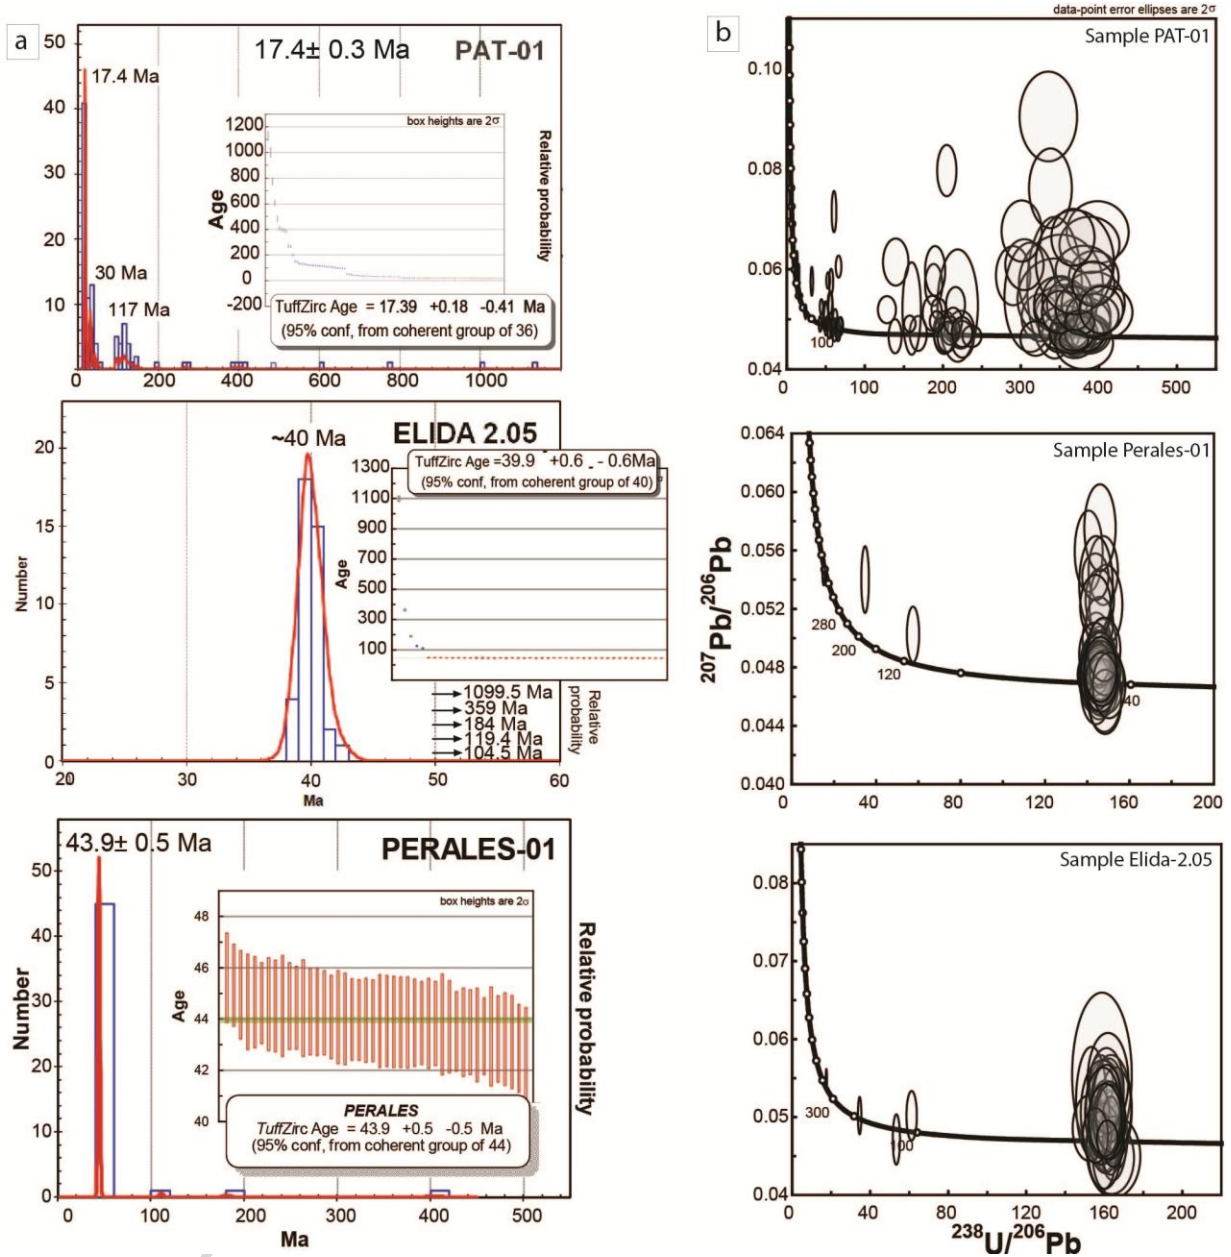 a
17.4± 0.3 Ma
PAT-01
50
40
30
20
10
0
17.4 Ma
30 Ma
117 Ma
box heights are 2σ
Age
1200
1000
800
600
400
200
0
-200
TuffZirc Age = 17.39 +0.18 -0.41 Ma
(95% conf, from coherent group of 36)
Relative probability
0 200 400 600 800 1000
~40 Ma
ELIDA 2.05
Number
20
15
10
5
0
TuffZirc Age =39.9 +0.6 - 0.6Ma
(95% conf, from coherent group of 40)
Age
1300
1100
900
700
500
300
100
1099.5 Ma
359 Ma
184 Ma
119.4 Ma
104.5 Ma
Relative
probability
20 30 40 50 60
Ma
43.9± 0.5 Ma
PERALES-01
Number
50
40
30
20
10
0
box heights are 2σ
Age
48
46
44
42
40
PERALES
TuffZirc Age = 43.9 +0.5 -0.5 Ma
(95% conf, from coherent group of 44)
Relative probability
0 100 200 300 400 500
Ma
b
data-point error ellipses are 2σ
Sample PAT-01
0.10
0.08
0.06
0.04
100
0 100 200 300 400 500
Sample Perales-01
207Pb/206Pb
0.064
0.060
0.056
0.052
0.048
0.044
0.040
280
200
120
40
0 40 80 120 160 200
Sample Elida-2.05
0.08
0.07
0.06
0.05
0.04
300
100
0 40 80 120 160 200
238U/206Pb